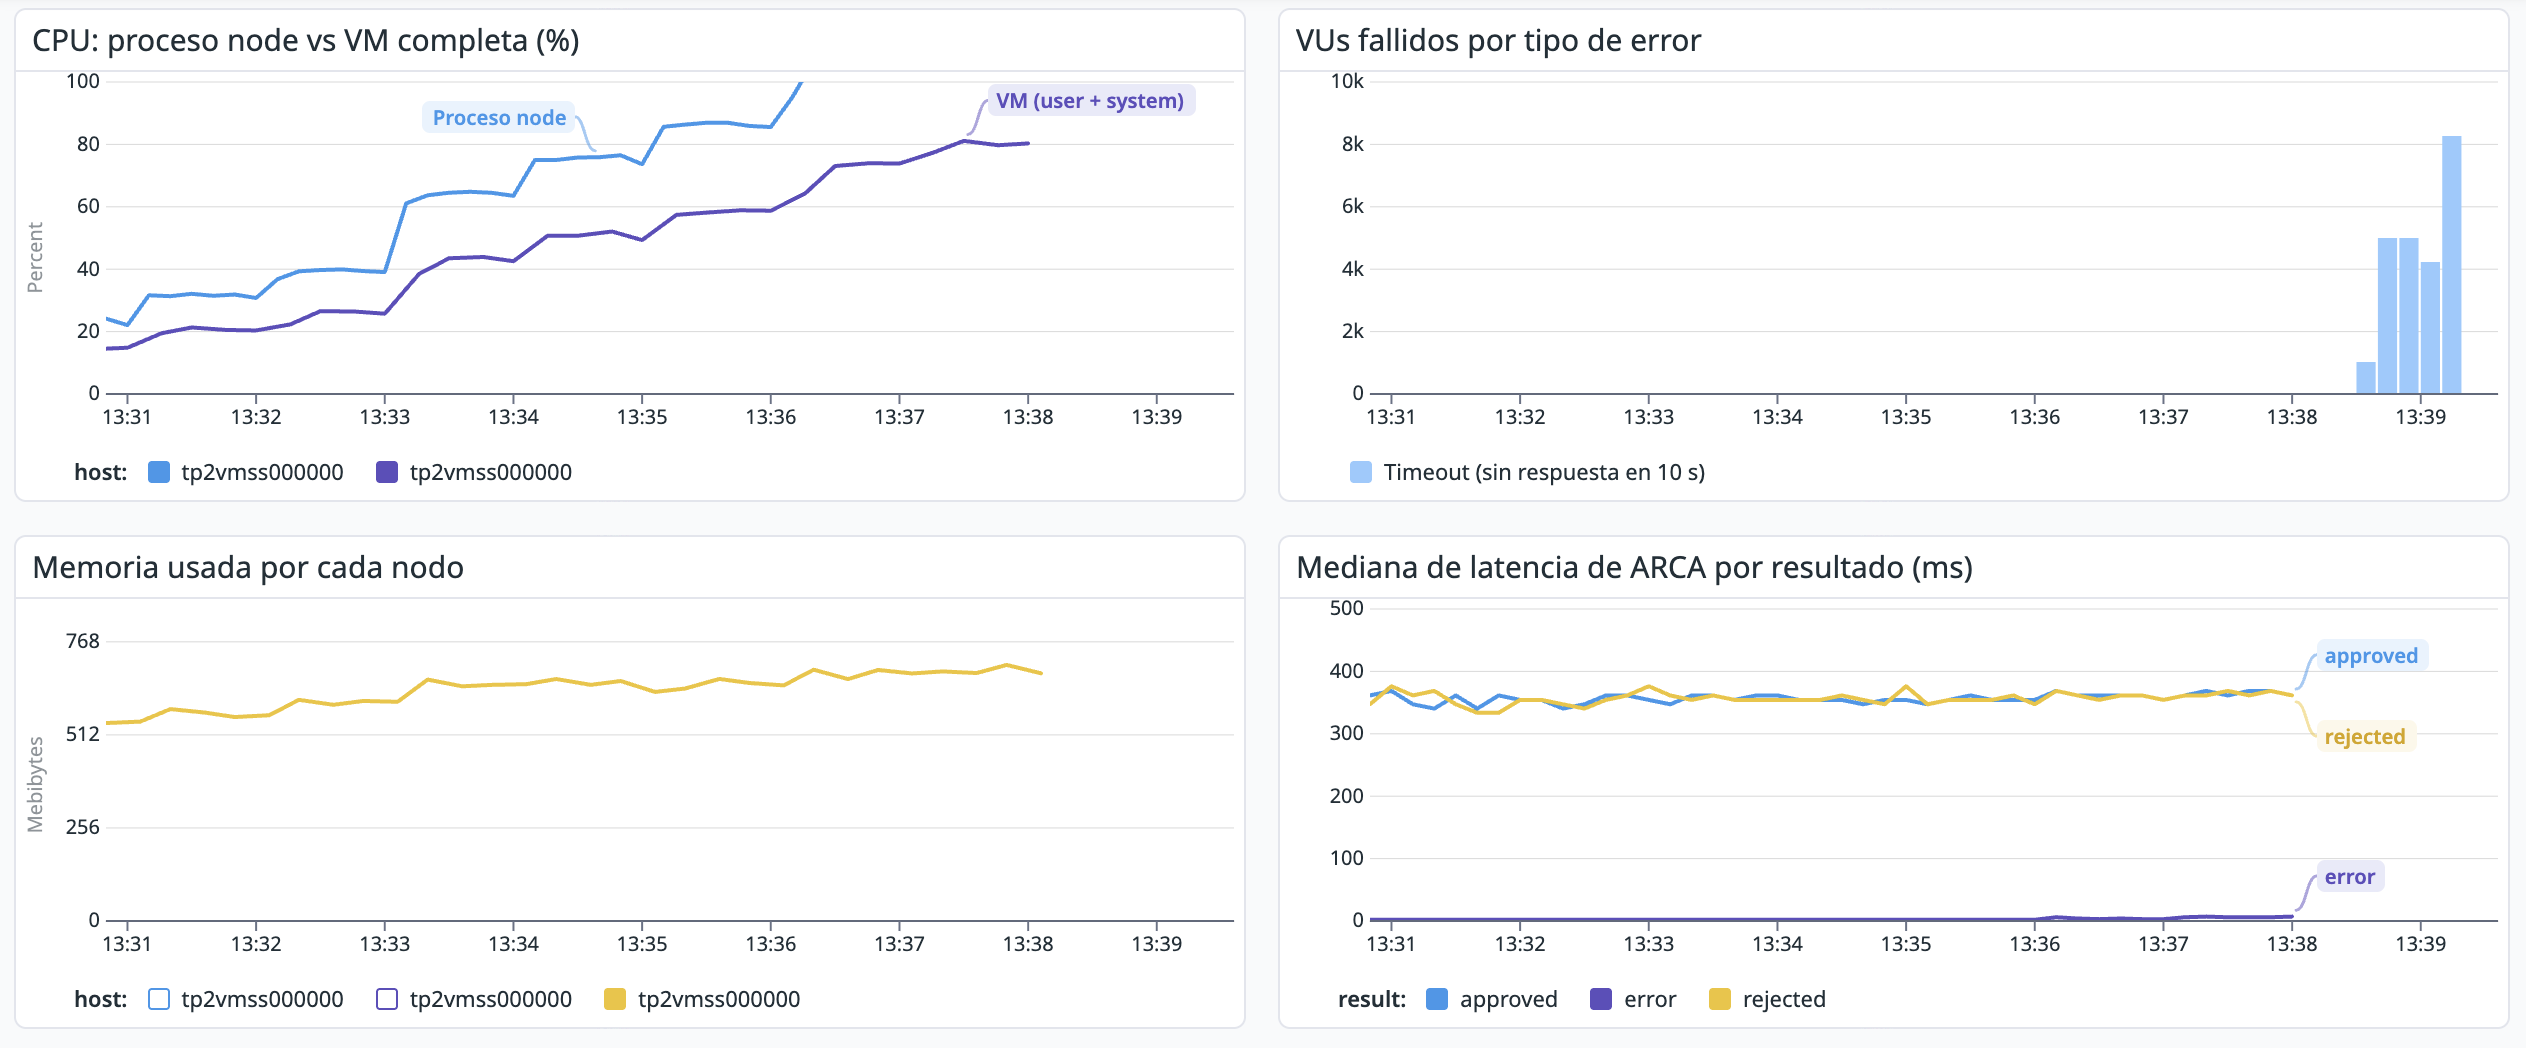 CPU: proceso node vs VM completa (%)
Percent
100
80
60
40
20
0
Proceso node
VM (user + system)
13:31 13:32 13:33 13:34 13:35 13:36 13:37 13:38 13:39
host: tp2vmss000000 tp2vmss000000
VUs fallidos por tipo de error
10k
8k
6k
4k
2k
0
13:31 13:32 13:33 13:34 13:35 13:36 13:37 13:38 13:39
Timeout (sin respuesta en 10 s)
Memoria usada por cada nodo
Mebibytes
768
512
256
0
13:31 13:32 13:33 13:34 13:35 13:36 13:37 13:38 13:39
host: tp2vmss000000 tp2vmss000000 tp2vmss000000
Mediana de latencia de ARCA por resultado (ms)
500
400
300
200
100
0
approved
rejected
error
13:31 13:32 13:33 13:34 13:35 13:36 13:37 13:38 13:39
result: approved error rejected